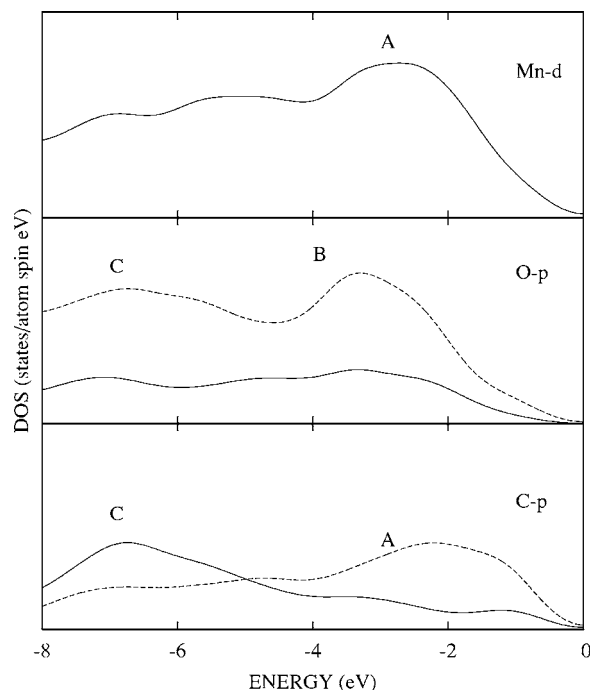 A
Mn-d
C
B
O-p
DOS (states/atom spin eV)
C
A
C-p
-8
-6
-4
-2
0
ENERGY (eV)